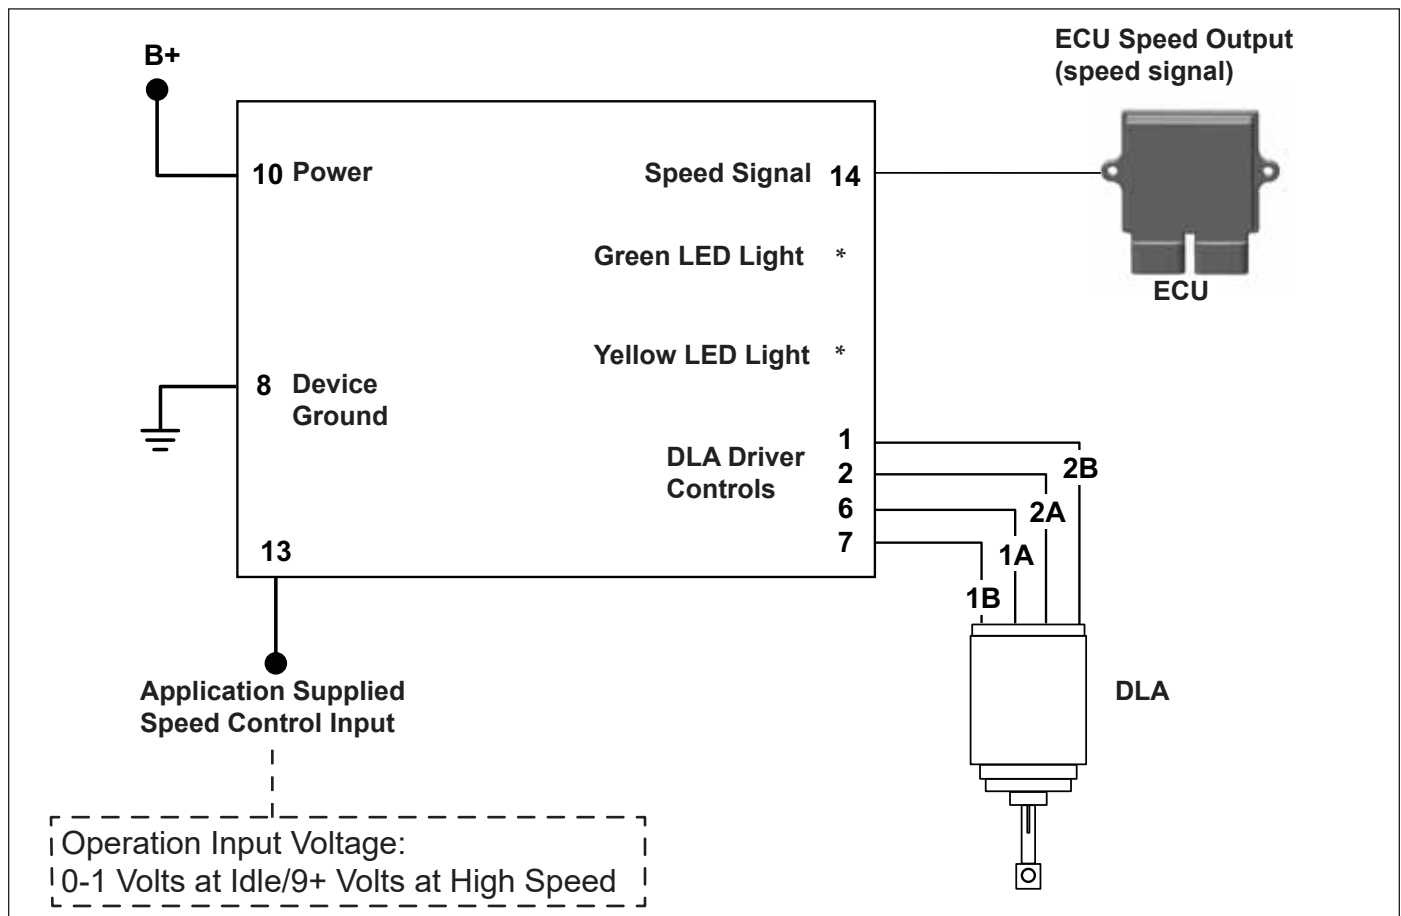 B+
ECU Speed Output
(speed signal)
10 Power
Speed Signal 14
Green LED Light *
ECU
Yellow LED Light *
8 Device
Ground
DLA Driver
Controls
1
2
6
7
2B
2A
1A
1B
13
Application Supplied
Speed Control Input
DLA
Operation Input Voltage:
0-1 Volts at Idle/9+ Volts at High Speed